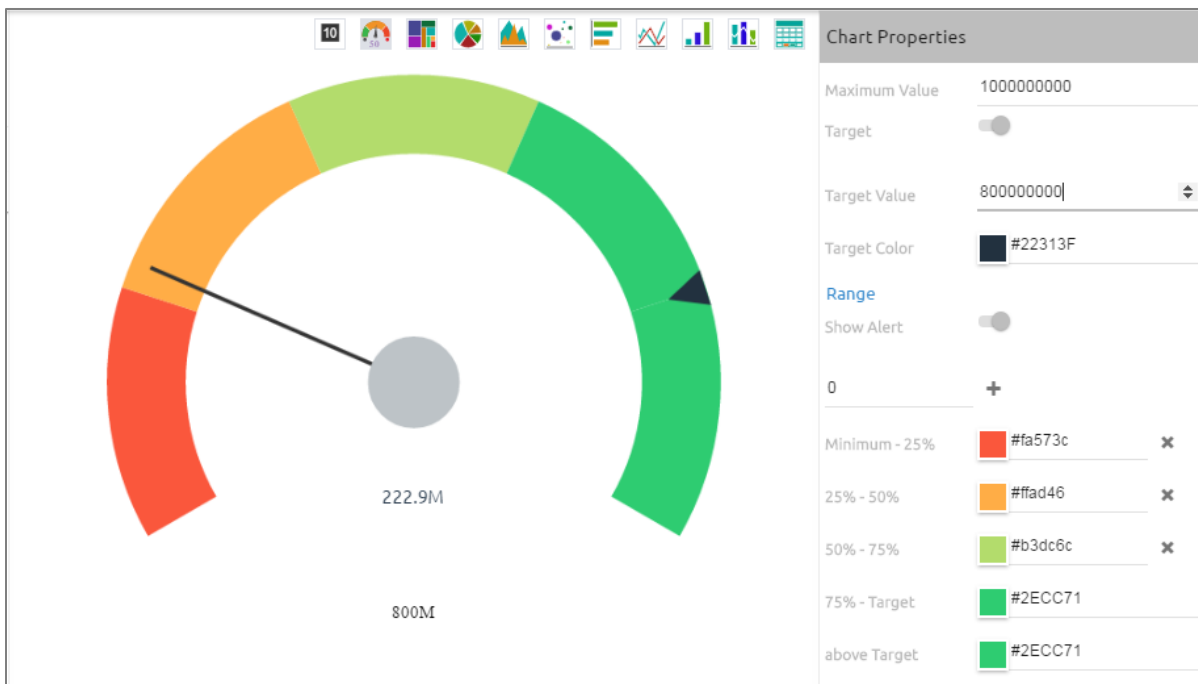 10
50
Chart Properties
Maximum Value 1000000000
Target
Target Value 800000000
Target Color #22313F
Range
Show Alert
0
Minimum - 25% #fa573c
25% - 50% #ffad46
50% - 75% #b3dc6c
75% - Target #2ECC71
above Target #2ECC71
222.9M
800M